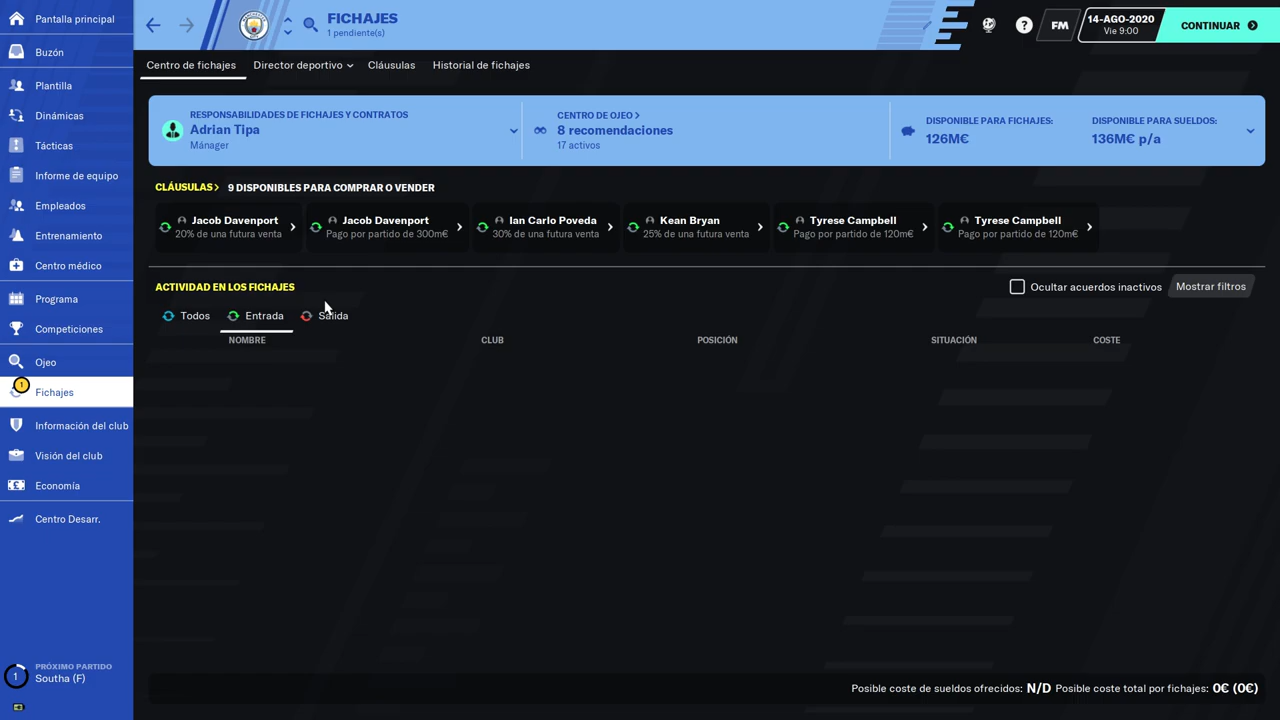 Pantalla principal
Buzón
Plantilla
Dinámicas
Tácticas
Informe de equipo
Empleados
Entrenamiento
Centro médico
Programa
Competiciones
Ojeo
1
Fichajes
Información del club
Visión del club
Economía
Centro Desarr.
1
PRÓXIMO PARTIDO
Southa (F)
FICHAJES
1 pendiente(s)
?
FM
14-AGO-2020
Vie 9:00
CONTINUAR
Centro de fichajes
Director deportivo
Cláusulas
Historial de fichajes
RESPONSABILIDADES DE FICHAJES Y CONTRATOS
Adrian Tipa
Mánager
CENTRO DE OJEO >
8 recomendaciones
17 activos
DISPONIBLE PARA FICHAJES:
126M€
DISPONIBLE PARA SUELDOS:
136M€ p/a
CLÁUSULAS > 9 DISPONIBLES PARA COMPRAR O VENDER
Jacob Davenport
20% de una futura venta
Jacob Davenport
Pago por partido de 300m€
Ian Carlo Poveda
30% de una futura venta
Kean Bryan
25% de una futura venta
Tyrese Campbell
Pago por partido de 120m€
Tyrese Campbell
Pago por partido de 120m€
ACTIVIDAD EN LOS FICHAJES
Ocultar acuerdos inactivos
Mostrar filtros
Todos
Entrada
Salida
NOMBRE
CLUB
POSICIÓN
SITUACIÓN
COSTE
Posible coste de sueldos ofrecidos: N/D Posible coste total por fichajes: 0€ (0€)